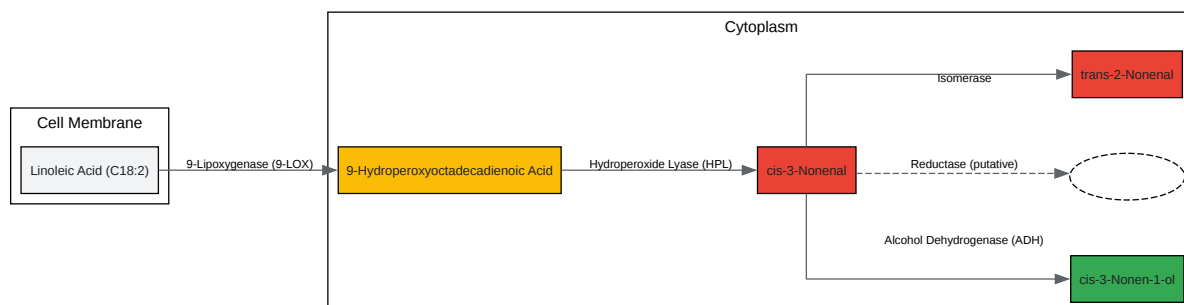 Cytoplasm
Isomerase
trans-2-Nonenal
Cell Membrane
Linoleic Acid (C18:2)
9-Lipoxygenase (9-LOX)
9-Hydroperoxyoctadecadienoic Acid
Hydroperoxide Lyase (HPL)
cis-3-Nonenal
Reductase (putative)
Alcohol Dehydrogenase (ADH)
cis-3-Nonen-1-ol